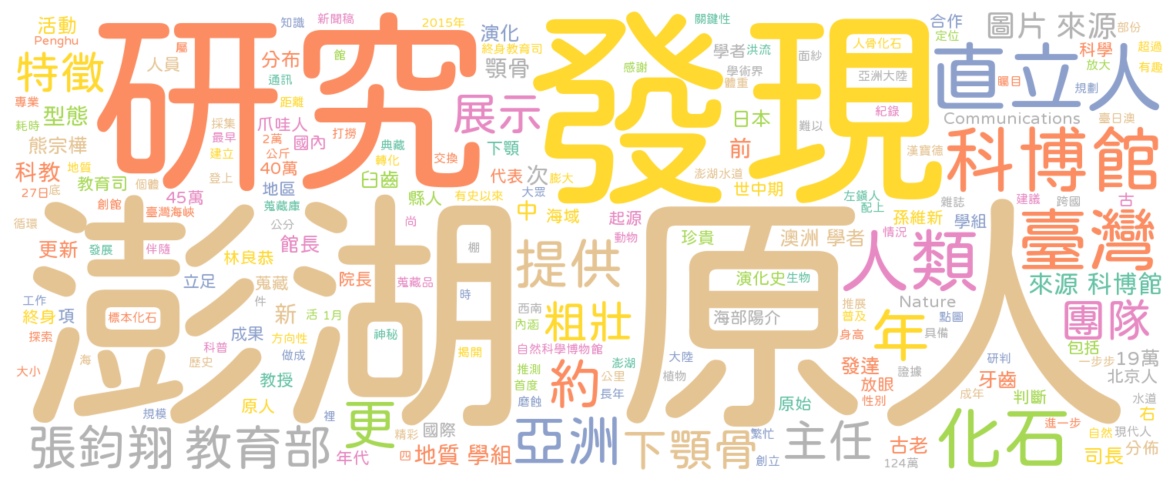 研究
發現
澎湖原人
活動
Penghu
館
新聞稿
知識
2015年
演化
終身教育司
關鍵性
合作
定位
圖片 來源
部份
特徵
屬
人員
分布
通訊
顎骨
學者
洪流
感謝
學術界
體重
面紗
人骨化石
亞洲大陸
直立人
矚目
科學
放大
規劃
超過
有趣
專業
耗時
型態
採集
最早
建立
距離
爪哇人
2萬
公斤
國內
打撈
典藏
轉化
交換
展示
下顎
日本
前
難以
紀錄
漢寶德
Communications
臺日澳
熊宗樺
科教
27日
底
地質
個體
教育司
創館
登上
45萬
臺灣海峽
40萬
地區
蒐藏庫
臼齒
縣人
代表
次
有史以來
大眾
膨大
中
海域
澎湖水道
世中期
起源
動物
左鎮人
配上
孫維新
情況
雜誌
學組
跨國
建議
古
科博館
臺灣
循環
更新
發展
伴隨
林良恭
公分
館長
尚
院長
蒐藏品
棚
提供
珍貴
澳洲 學者
人類
來源 科博館
立足
蒐藏
件
工作
終身
項
探索
標本化石
科普
成果
新
方向性
活
1月
做成
神秘
時
揭開
西南
內涵
粗壯
自然科學博物館
演化史
生物
海部陽介
Nature
年
推展
普及
點圖
具備
團隊
包括
19萬
大小
海
歷史
教授
推測
首度
磨蝕
約
澎湖
公里
長年
大陸
植物
身高
發達
放眼
性別
證據
研判
牙齒
一步步
北京人
規模
原人
裡
更
精彩
國際
原始
成年
判斷
右
水道
現代人
張鈞翔
教育部
年代
四
地質 學組
亞洲
下顎骨
繁忙
創立
主任
古老
124萬
化石
進一步
司長
自然
分佈